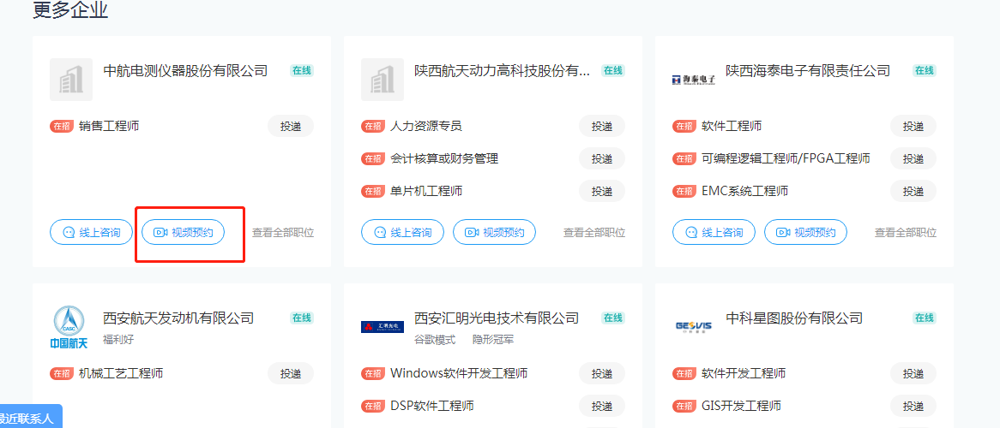 更多企业
中航电测仪器股份有限公司 在线
在招 销售工程师 投递
线上咨询 视频预约 查看全部职位
陕西航天动力高科技股份有... 在线
在招 人力资源专员 投递
在招 会计核算或财务管理 投递
在招 单片机工程师 投递
线上咨询 视频预约 查看全部职位
海泰电子 陕西海泰电子有限责任公司 在线
在招 软件工程师 投递
在招 可编程逻辑工程师/FPGA工程师 投递
在招 EMC系统工程师 投递
线上咨询 视频预约 查看全部职位
CASC
中国航天
西安航天发动机有限公司 在线
福利好
在招 机械工艺工程师 投递
汇明光电 西安汇明光电技术有限公司 在线
谷歌模式 隐形冠军
在招 Windows软件开发工程师 投递
在招 DSP软件工程师 投递
GEOVIS 中科星图股份有限公司 在线
在招 软件开发工程师 投递
在招 GIS开发工程师 投递
最近联系人